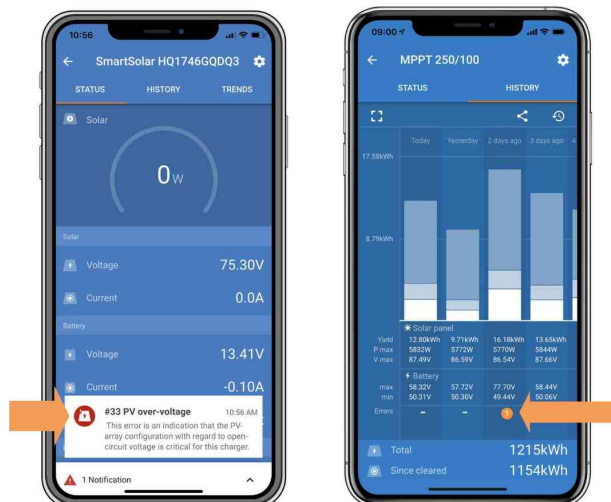 10:56
SmartSolar HQ1746GQDQ3
STATUS HISTORY TRENDS
Solar
0W
Solar
Voltage 75.30V
Current 0.0A
Battery
Voltage 13.41V
Current -0.10A
#33 PV over-voltage 10:56 AM
This error is an indication that the PV-
array configuration with regard to open-
circuit voltage is critical for this charger.
1 Notification
09:00
MPPT 250/100
STATUS HISTORY
Today Yesterday 2 days ago 3 days ago 4
17.58kWh
8.79kWh
Solar panel
Yield 12.80kWh 9.71kWh 16.18kWh 13.65kWh
P max 5832W 5772W 5770W 5844W
V max 87.49V 86.59V 86.54V 87.66V
Battery
max 58.32V 57.72V 77.70V 58.44V
min 50.31V 50.30V 49.44V 50.06V
Errors - - 1
Total 1215kWh
Since cleared 1154kWh